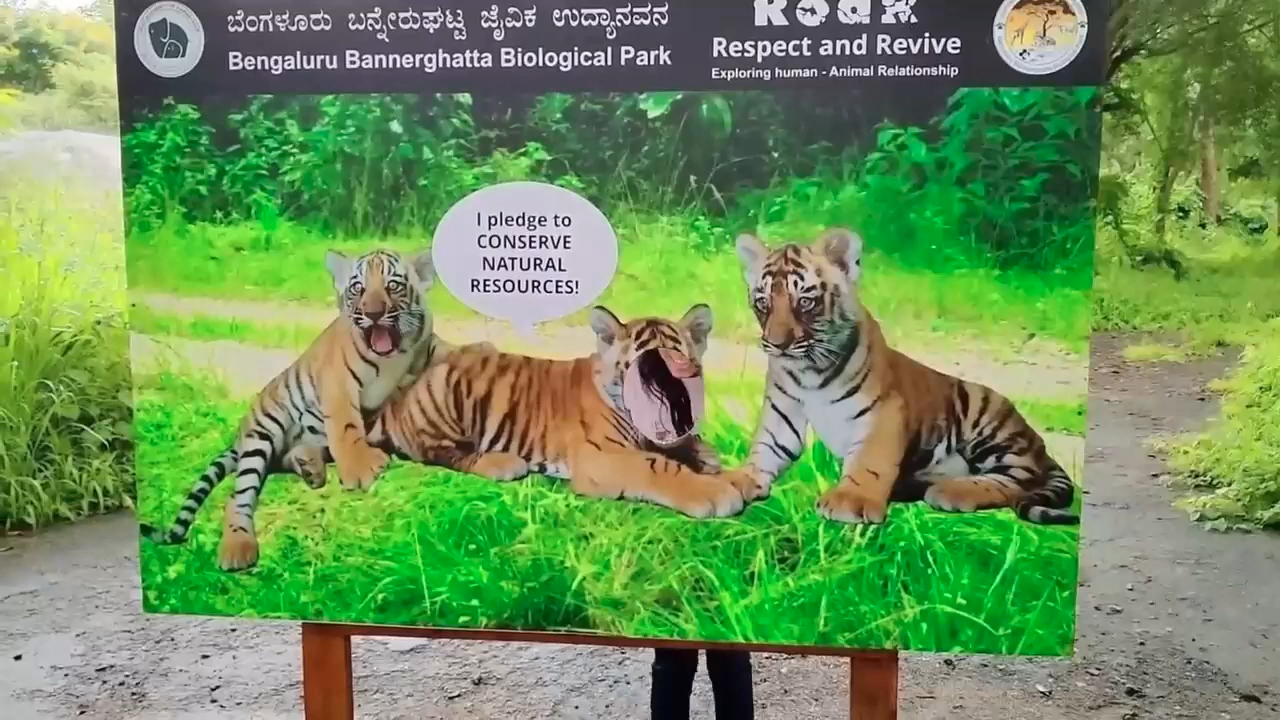 ಬೆಂಗಳೂರು ಬನ್ನೇರುಘಟ್ಟ ಜೈವಿಕ ಉದ್ಯಾನವನ
Bengaluru Bannerghatta Biological Park
Respect and Revive
Exploring human - Animal Relationship
I pledge to
CONSERVE
NATURAL
RESOURCES!